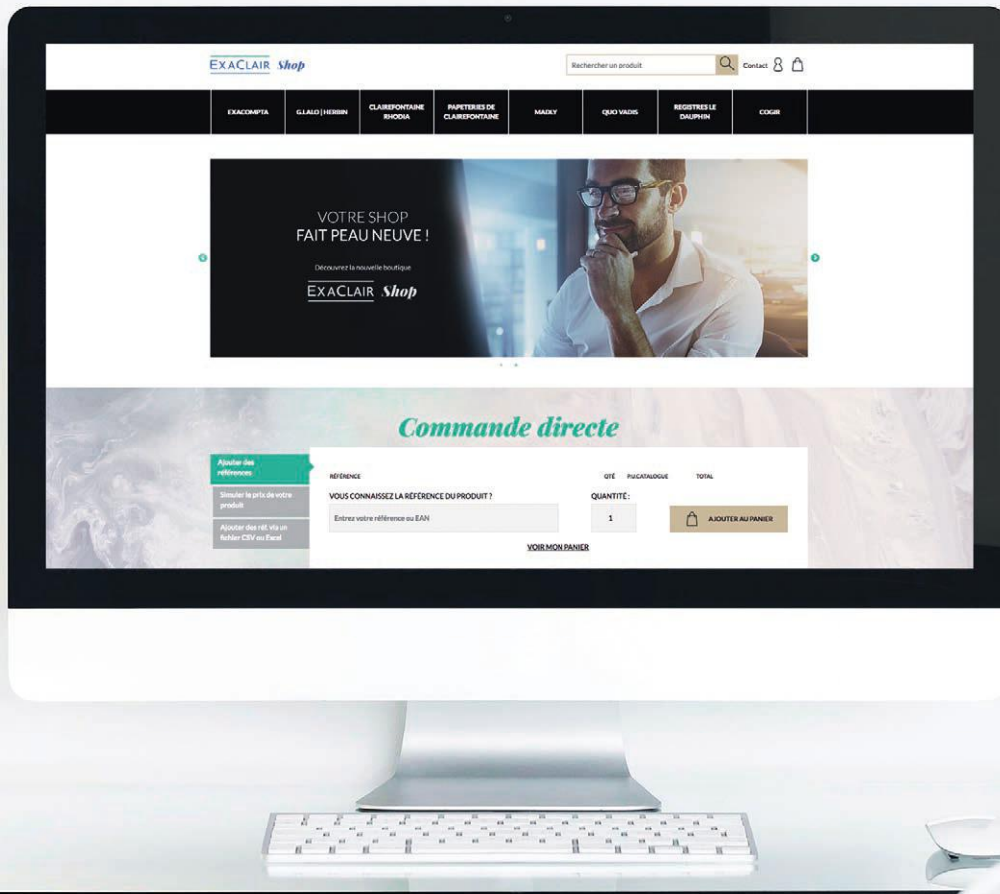 EXACLAIR Shop
Rechercher un produit
Contact
EXACOMPTA
G.LALO | HERBIN
CLAIREFONTAINE
RHODIA
PAPETERIES DE
CLAIREFONTAINE
MADLY
QUO VADIS
REGISTRES LE
DAUPHIN
COGIR
VOTRE SHOP
FAIT PEAU NEUVE !
Découvrez la nouvelle boutique
EXACLAIR Shop
Commande directe
Ajouter des
références
Simuler le prix de votre
produit
Ajouter des réf. via un
fichier CSV ou Excel
RÉFÉRENCE
QTÉ
P.U CATALOGUE
TOTAL
VOUS CONNAISSEZ LA RÉFÉRENCE DU PRODUIT ?
QUANTITÉ :
Entrez votre référence ou EAN
1
AJOUTER AU PANIER
VOIR MON PANIER